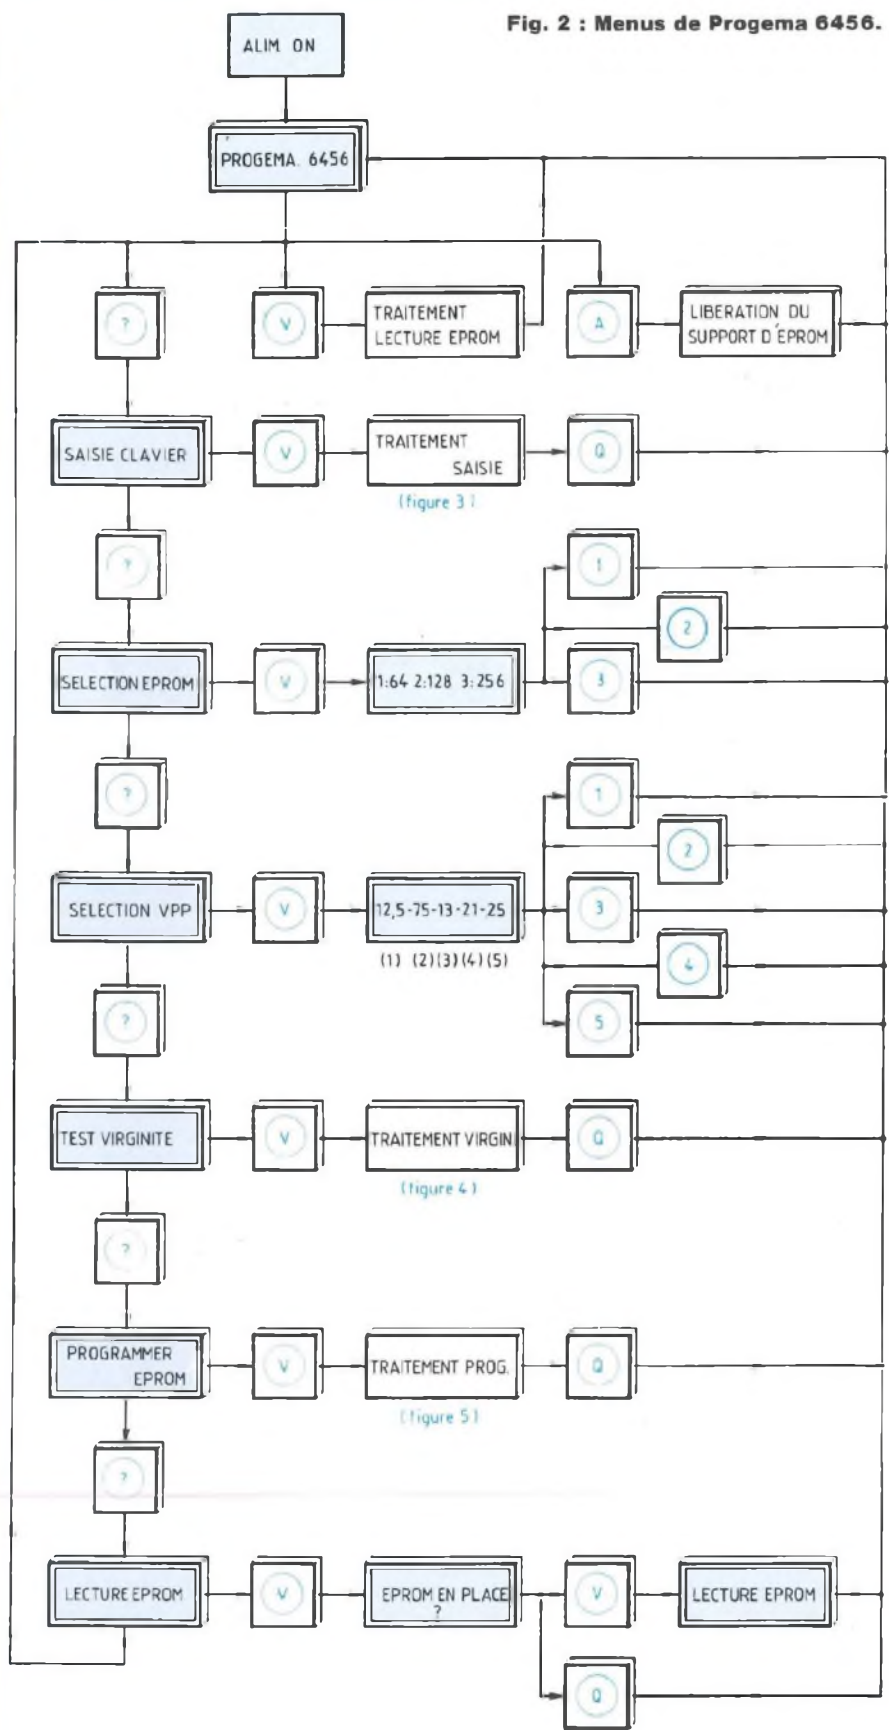 Fig. 2 : Menus de Progema 6456.
ALIM ON
PROGEMA. 6456
?
V
TRAITEMENT
LECTURE EPROM
A
LIBERATION DU
SUPPORT D'EPROM
SAISIE CLAVIER
V
TRAITEMENT
SAISIE
Q
(figure 3)
?
1
2
SELECTION EPROM
V
1:64 2:128 3:256
3
?
1
2
SELECTION VPP
V
12,5-75-13-21-25
3
(1) (2)(3)(4)(5)
4
?
5
TEST VIRGINITE
V
TRAITEMENT VIRGIN
Q
(figure 4)
?
PROGRAMMER
EPROM
V
TRAITEMENT PROG.
Q
(figure 5)
?
LECTURE EPROM
V
EPROM EN PLACE
?
V
LECTURE EPROM
Q